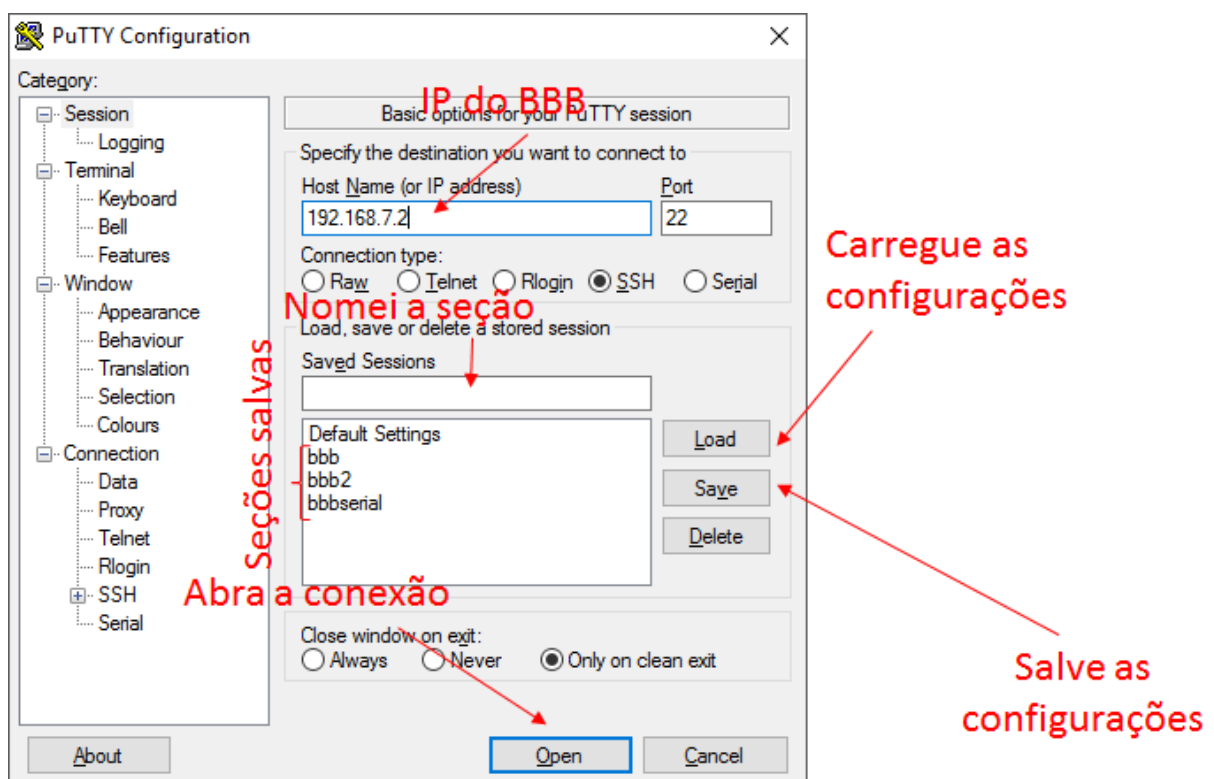 PuTTY Configuration
Category:
Session
Logging
Terminal
Keyboard
Bell
Features
Window
Appearance
Behaviour
Translation
Selection
Colours
Connection
Data
Proxy
Telnet
Rlogin
SSH
Serial
IP do BBB
Basic options for your PuTTY session
Specify the destination you want to connect to
Host Name (or IP address) Port
192.168.7.2 22
Connection type:
Raw Telnet Rlogin SSH Serial
Nomei a seção
Load, save or delete a stored session
Saved Sessions
Seções salvas
Default Settings
bbb
bbb2
bbbserial
Load
Save
Delete
Carregue as
configurações
Salve as
configurações
Abra a conexão
Close window on exit:
Always Never Only on clean exit
About Open Cancel